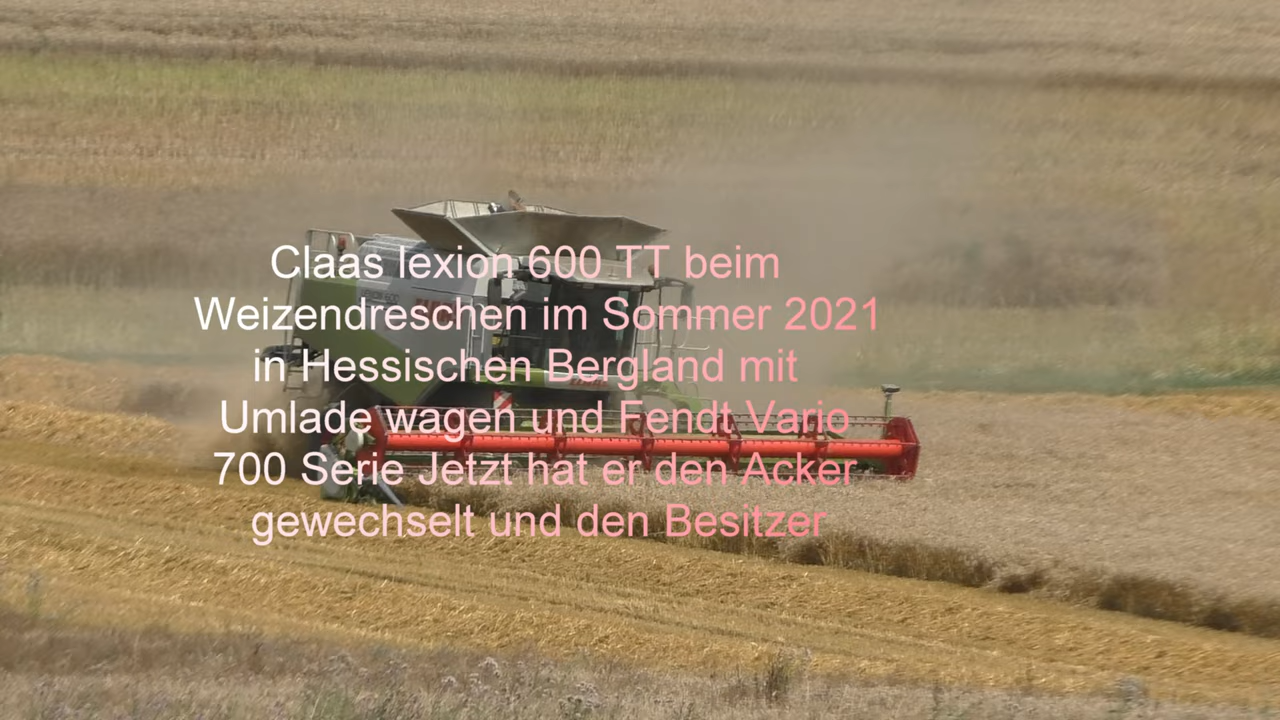 Claas lexion 600 TT beim
Weizendreschen im Sommer 2021
in Hessischen Bergland mit
Umlade wagen und Fendt Vario
700 Serie Jetzt hat er den Acker
gewechselt und den Besitzer